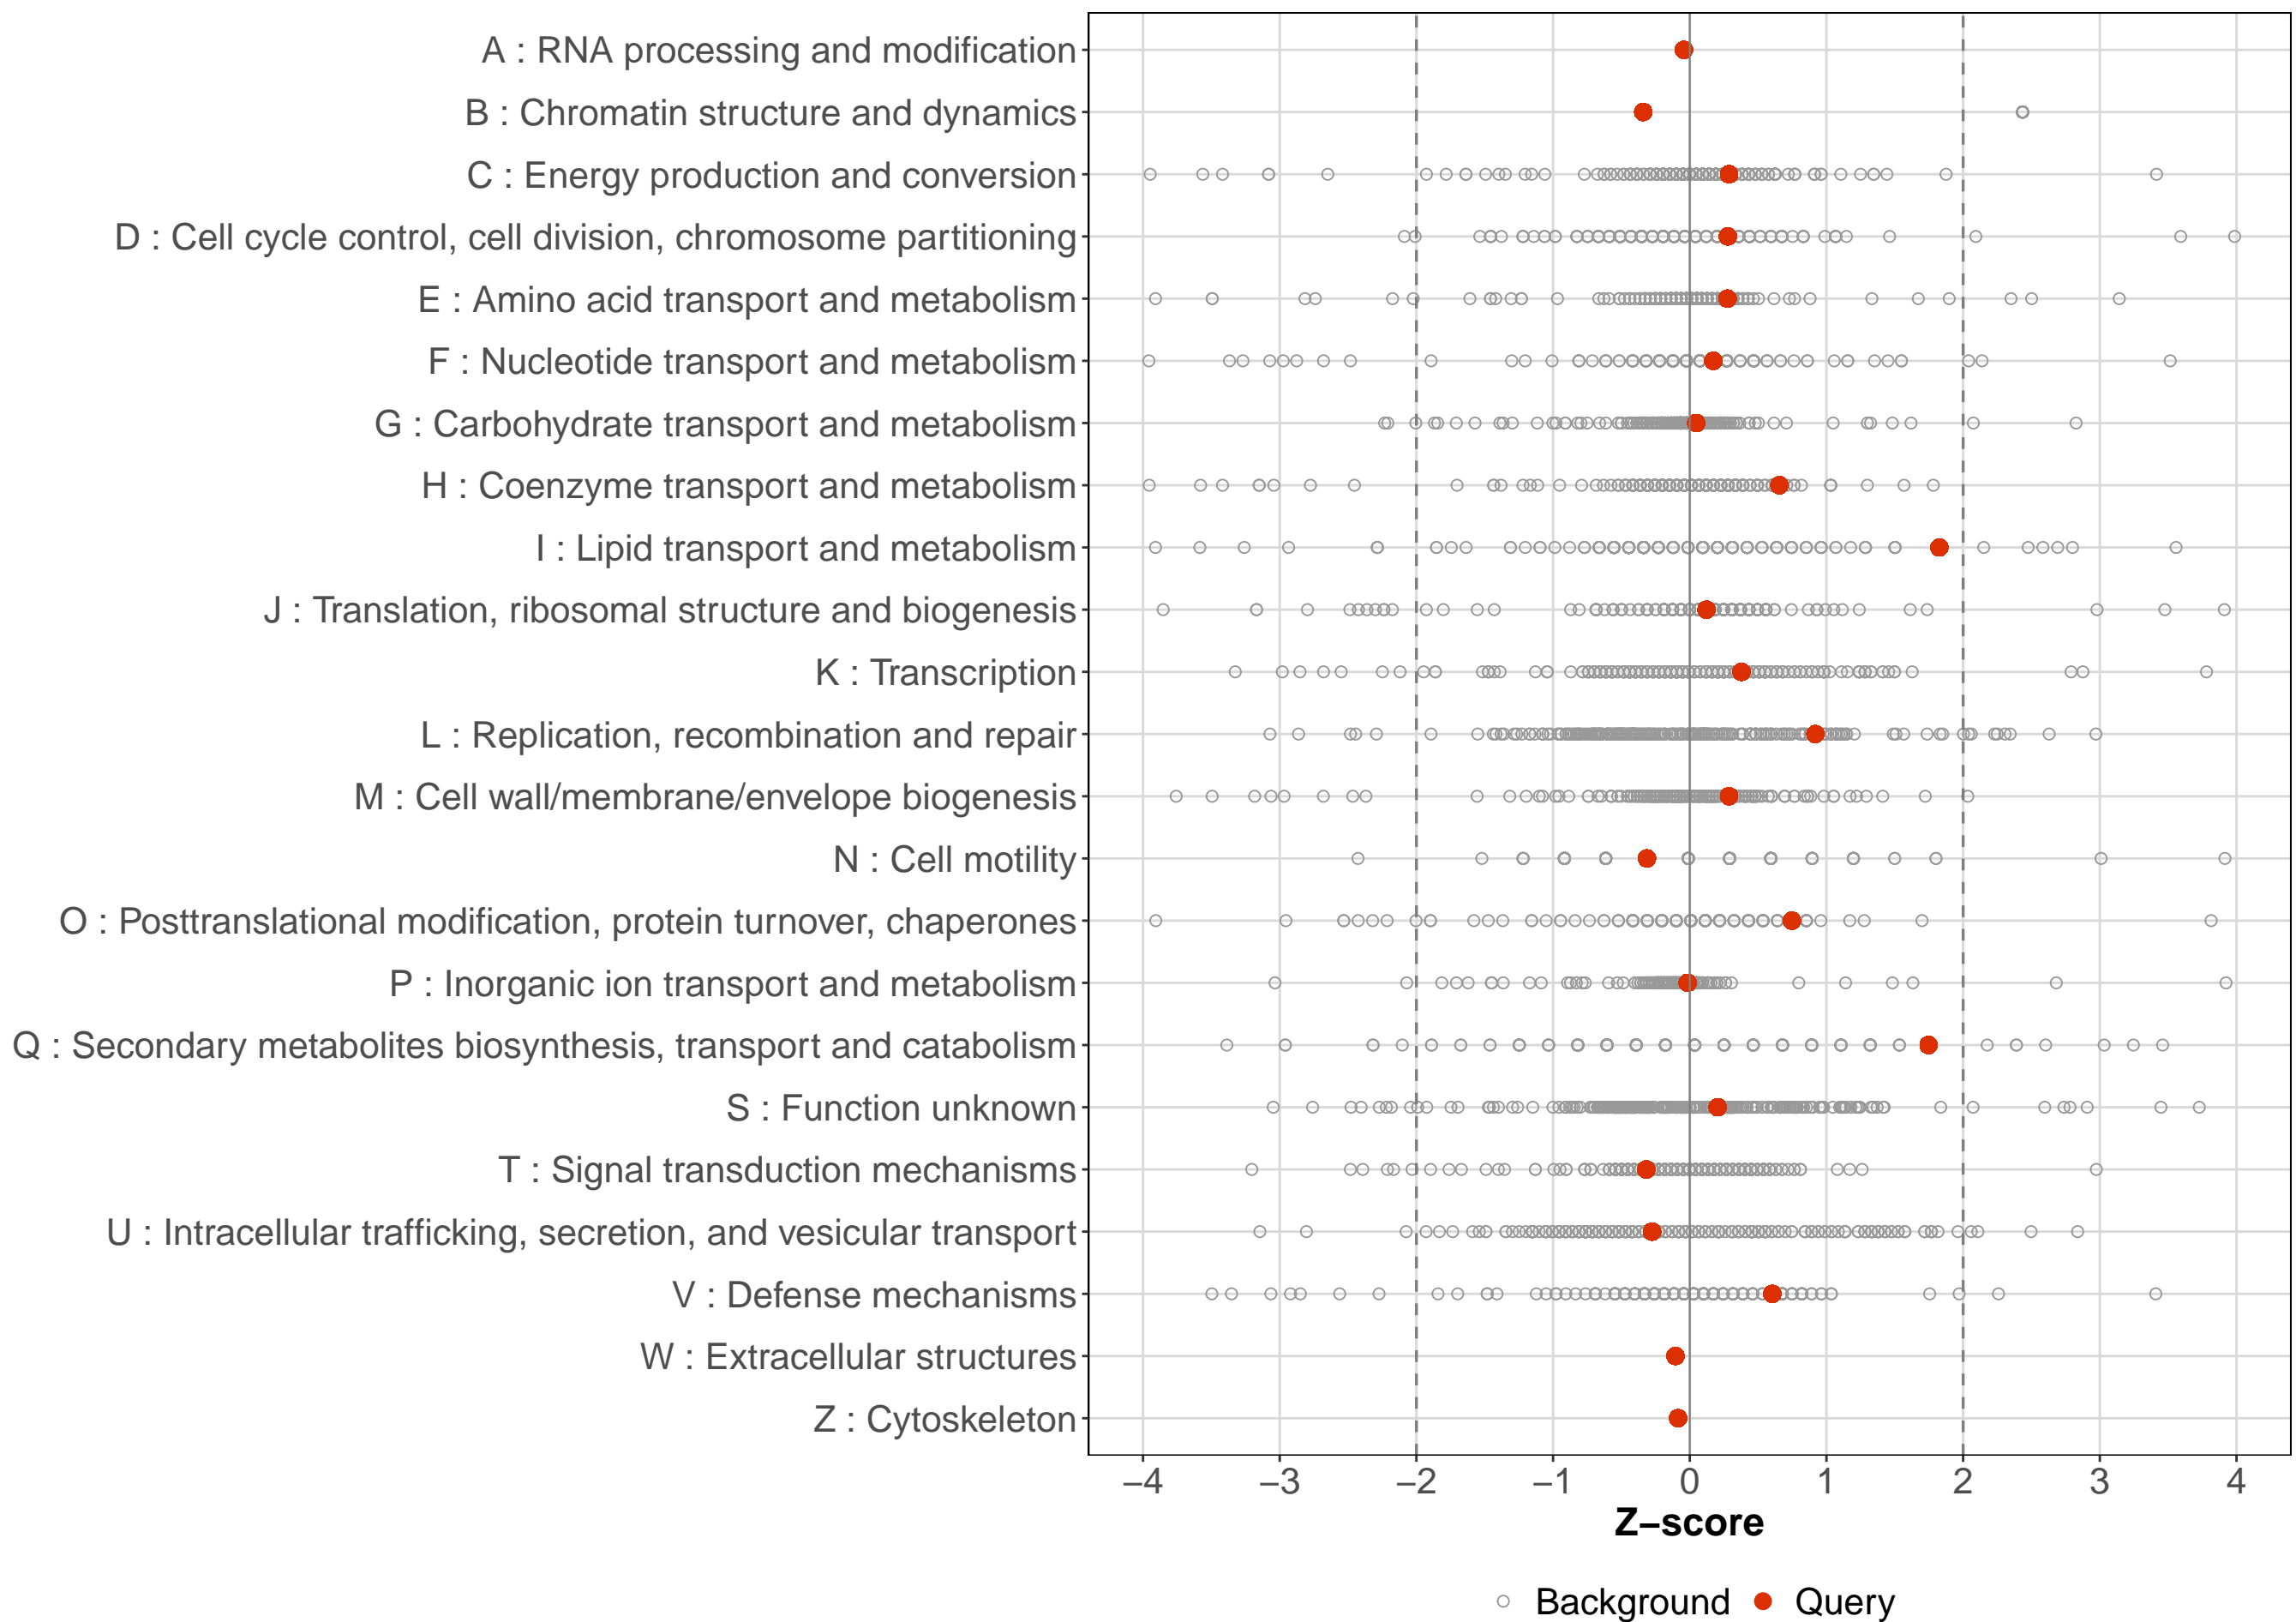 A : RNA processing and modification
B : Chromatin structure and dynamics
C : Energy production and conversion
D : Cell cycle control, cell division, chromosome partitioning
E : Amino acid transport and metabolism
F : Nucleotide transport and metabolism
G : Carbohydrate transport and metabolism
H : Coenzyme transport and metabolism
I : Lipid transport and metabolism
J : Translation, ribosomal structure and biogenesis
K : Transcription
L : Replication, recombination and repair
M : Cell wall/membrane/envelope biogenesis
N : Cell motility
O : Posttranslational modification, protein turnover, chaperones
P : Inorganic ion transport and metabolism
Q : Secondary metabolites biosynthesis, transport and catabolism
S : Function unknown
T : Signal transduction mechanisms
U : Intracellular trafficking, secretion, and vesicular transport
V : Defense mechanisms
W : Extracellular structures
Z : Cytoskeleton
−4 −3 −2 −1 0 1 2 3 4
Z−score
Background Query